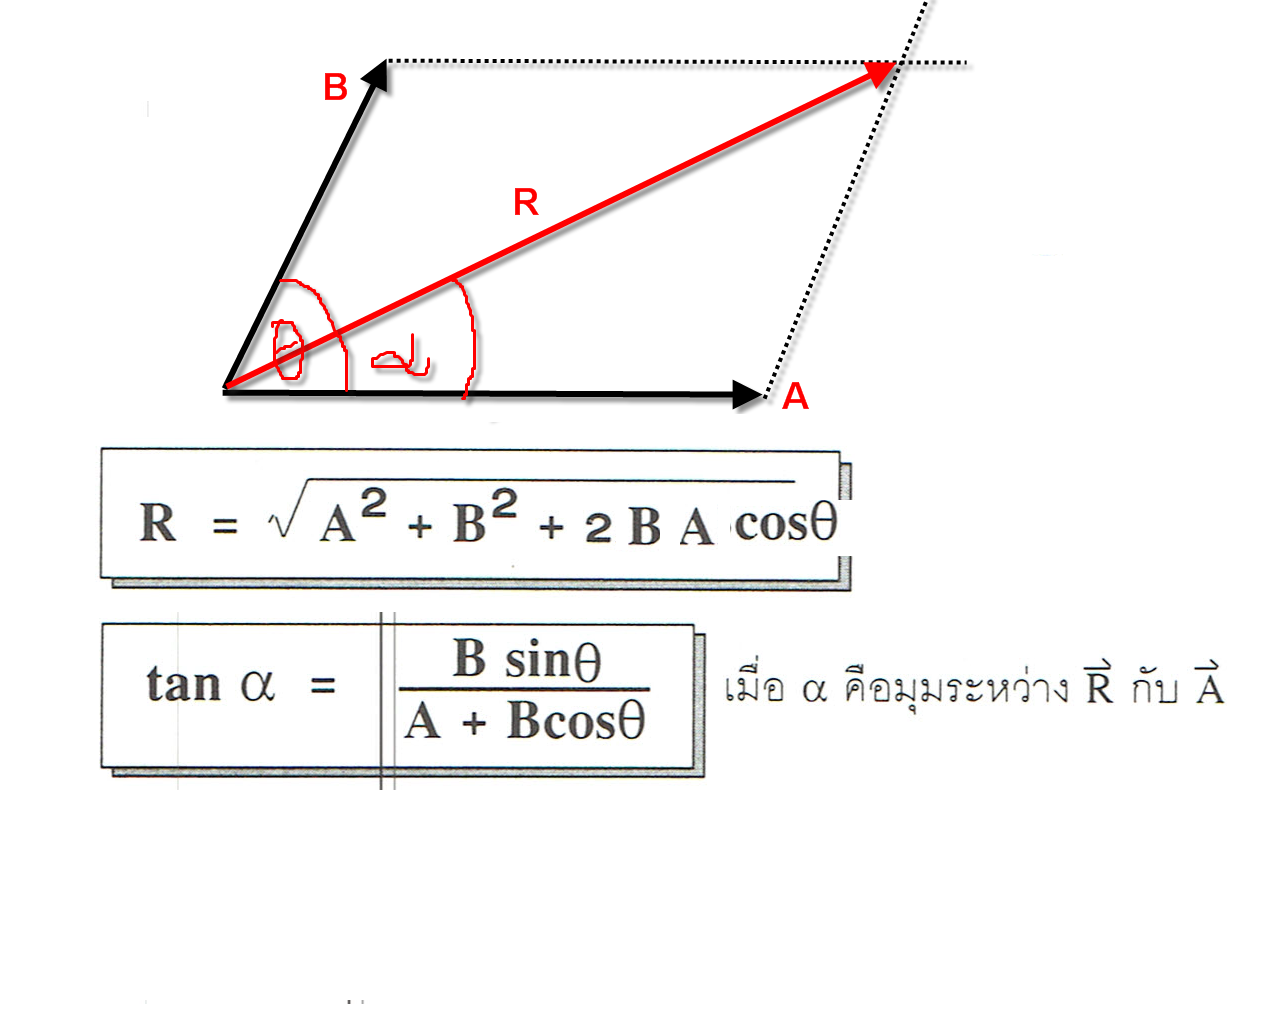 B
R
θ α
A
R = √A² + B² + 2 B A cosθ
tan α = B sinθ / A + Bcosθ
เมื่อ α คือมุมระหว่าง R⃗ กับ A⃗